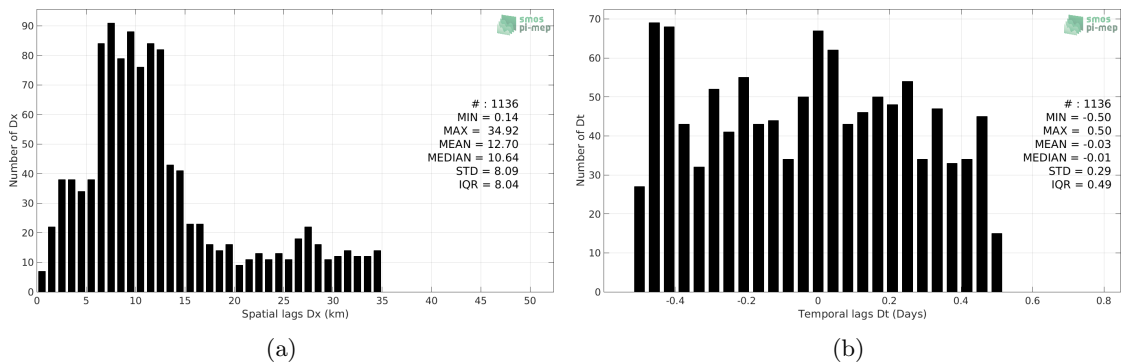 90
80
70
60
50
40
30
20
10
0
Number of Dx
0 5 10 15 20 25 30 35 40 45 50
Spatial lags Dx (km)
smos
pi-mep
# : 1136
MIN = 0.14
MAX = 34.92
MEAN = 12.70
MEDIAN = 10.64
STD = 8.09
IQR = 8.04
(a)
70
60
50
40
30
20
10
0
Number of Dt
-0.4 -0.2 0 0.2 0.4 0.6 0.8
Temporal lags Dt (Days)
smos
pi-mep
# : 1136
MIN = -0.50
MAX = 0.50
MEAN = -0.03
MEDIAN = -0.01
STD = 0.29
IQR = 0.49
(b)